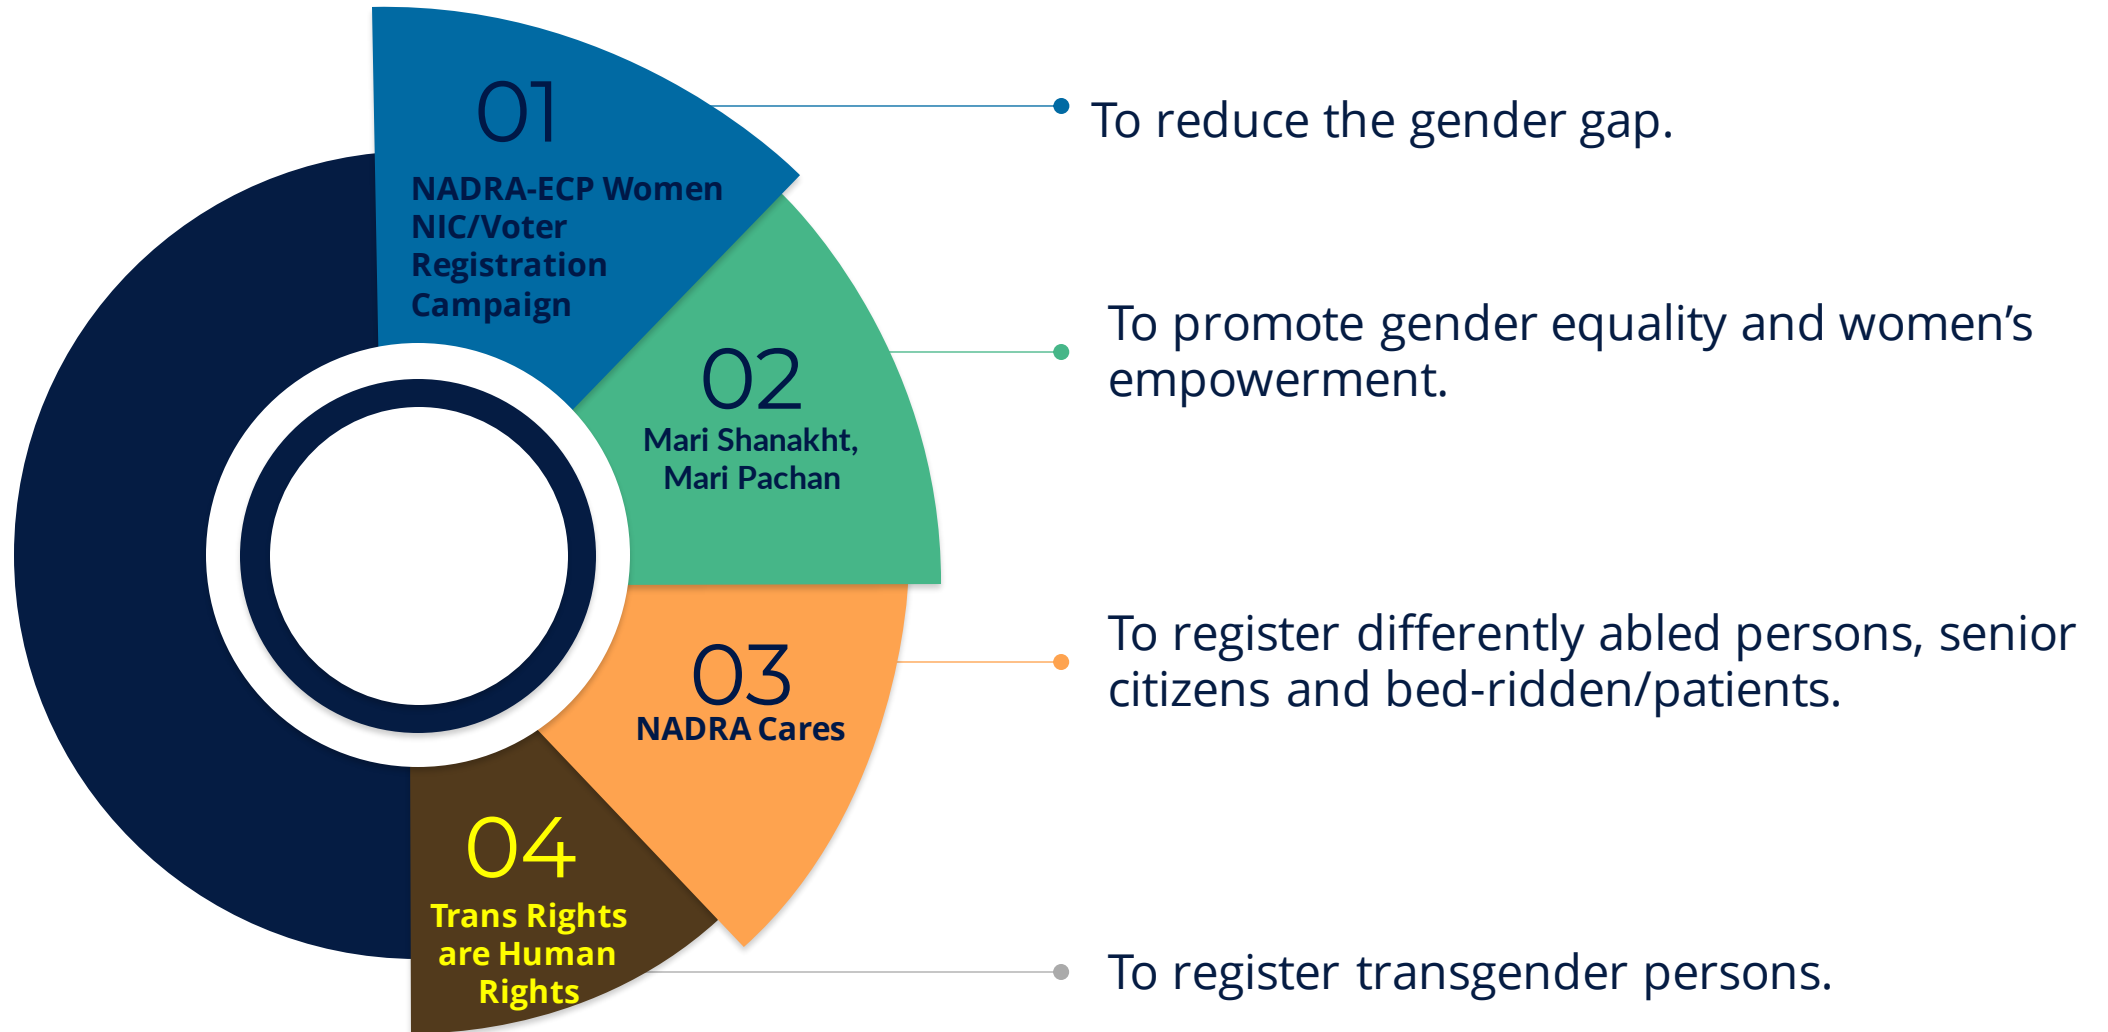 01
NADRA-ECP Women
NIC/Voter
Registration
Campaign
To reduce the gender gap.
02
Mari Shanakht,
Mari Pachan
To promote gender equality and women’s
empowerment.
03
NADRA Cares
To register differently abled persons, senior
citizens and bed-ridden/patients.
04
Trans Rights
are Human
Rights
To register transgender persons.